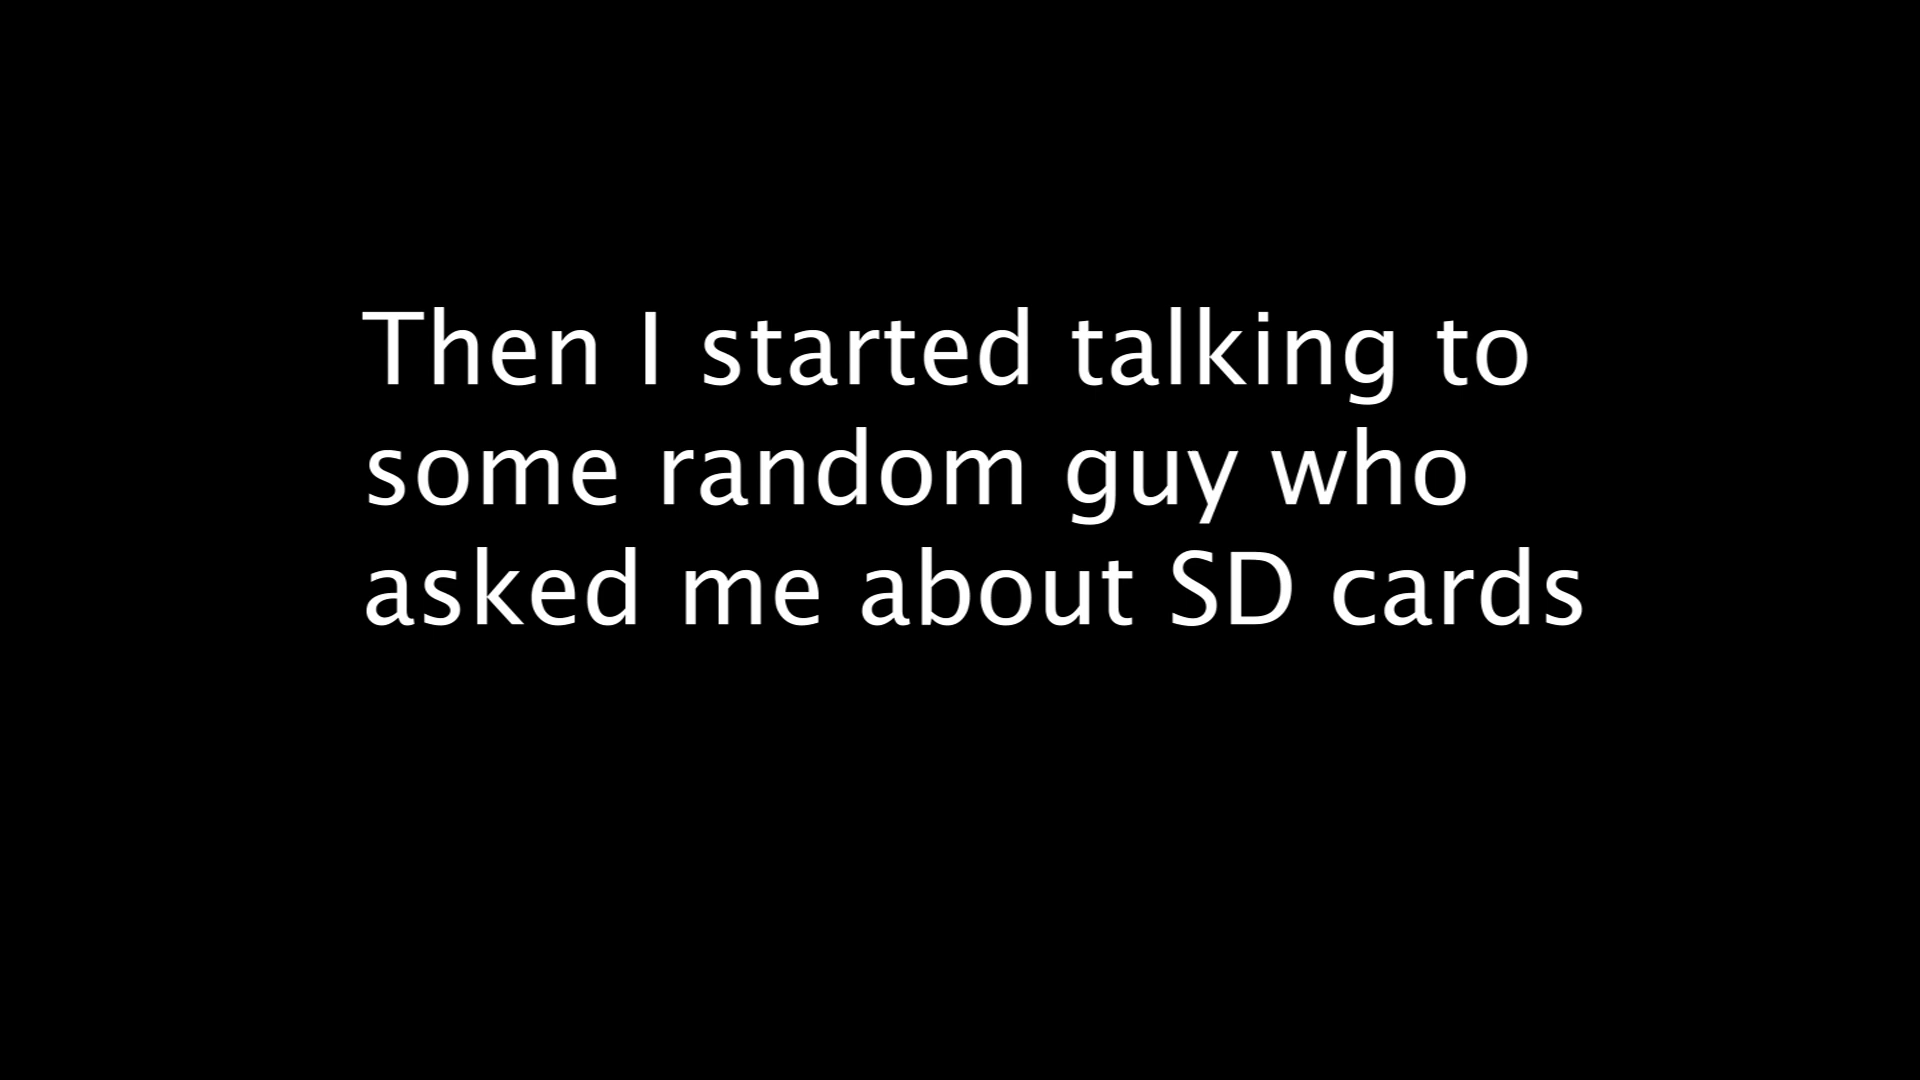 Then I started talking to
some random guy who
asked me about SD cards